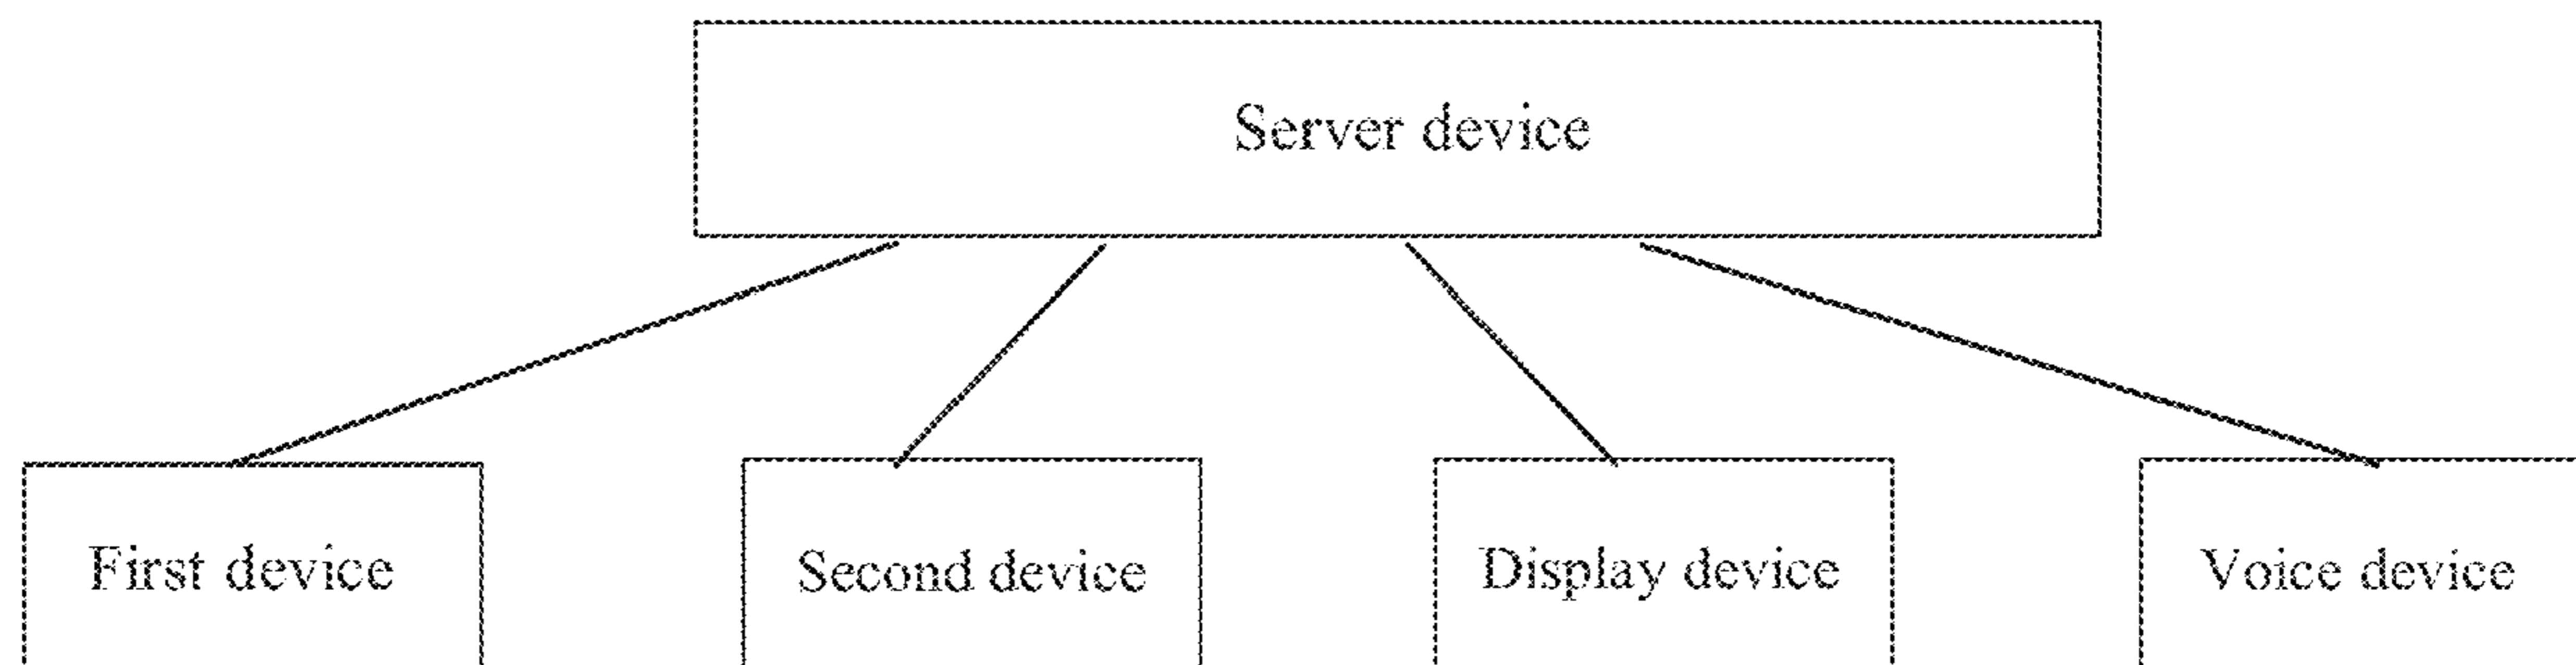 Server device
First device
Second device
Display device
Voice device